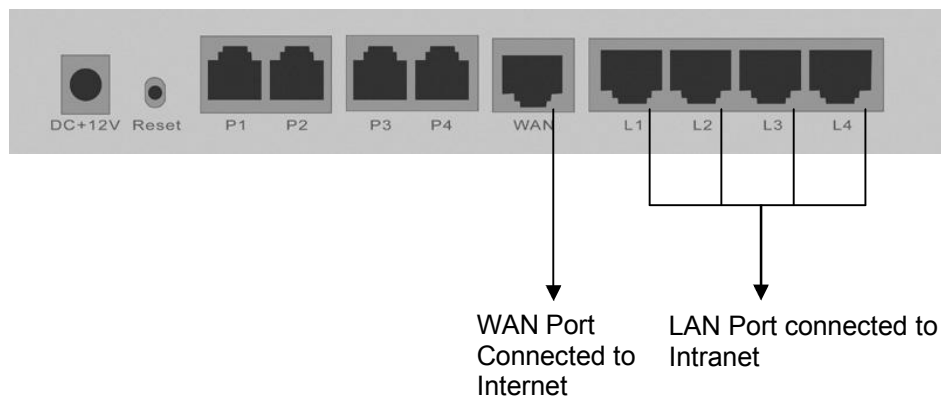 DC+12V Reset P1 P2 P3 P4 WAN L1 L2 L3 L4
WAN Port
Connected to
Internet
LAN Port connected to
Intranet